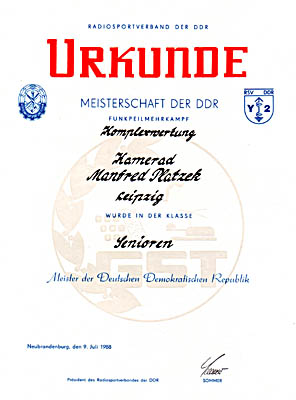 RADIOSPORTVERBAND DER DDR
URKUNDE
MEISTERSCHAFT DER DDR
FUNKPEILMEHRKAMPF
Komplexwertung
RSV DDR
Y 2
Kamerad
Manfred Platzek
Leipzig
WURDE IN DER KLASSE
Senioren
GST
Meister der Deutschen Demokratischen Republik
Neubrandenburg, den 9. Juli 1988
Präsident des Radiosportverbandes der DDR
SOMMER